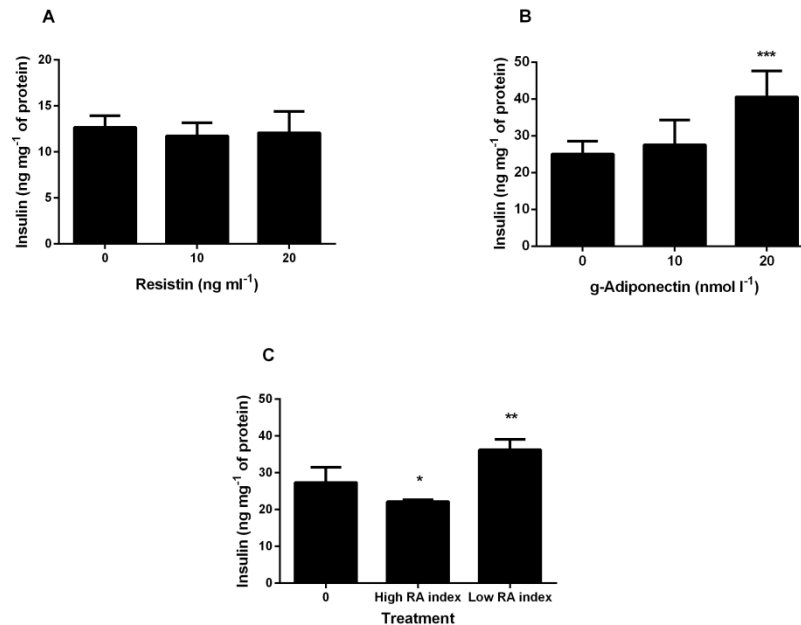 A
Insulin (ng mg⁻¹ of protein)
20
15
10
5
0
0 10 20
Resistin (ng ml⁻¹)
B
Insulin (ng mg⁻¹ of protein)
***
50
40
30
20
10
0
0 10 20
g-Adiponectin (nmol l⁻¹)
C
Insulin (ng mg⁻¹ of protein)
50
40
30
20
10
0
*
**
0 High RA index Low RA index
Treatment